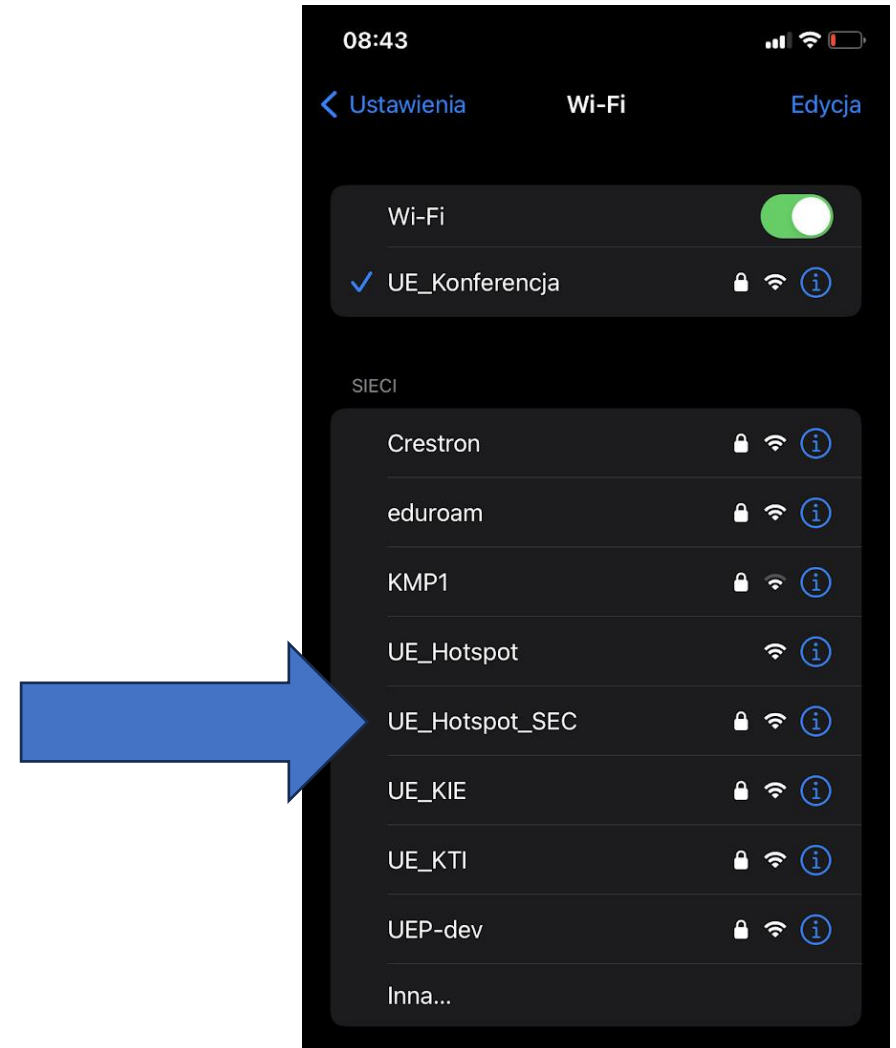 08:43
Ustawienia Wi-Fi Edycja
Wi-Fi
UE_Konferencja
SIECI
Crestron
eduroam
KMP1
UE_Hotspot
UE_Hotspot_SEC
UE_KIE
UE_KTI
UEP-dev
Inna...